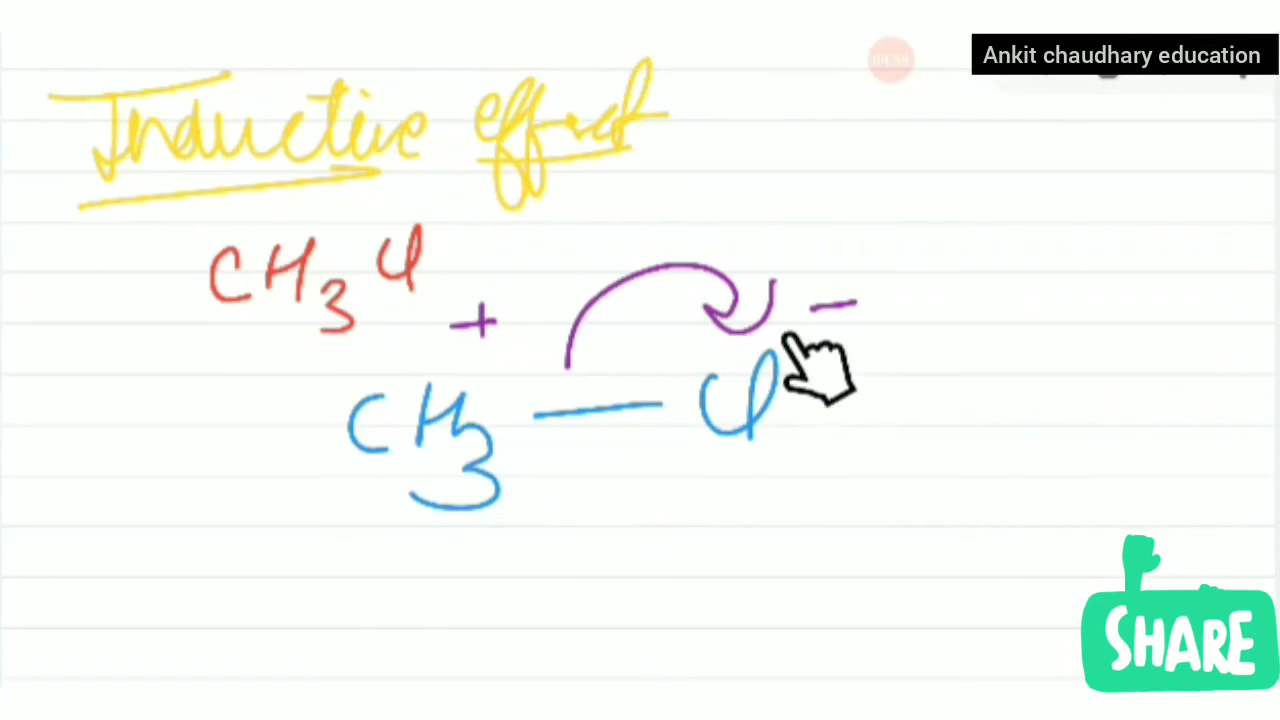 Ankit chaudhary education
Inductive effect
CH3Cl
+ −
CH3 — Cl
SHARE